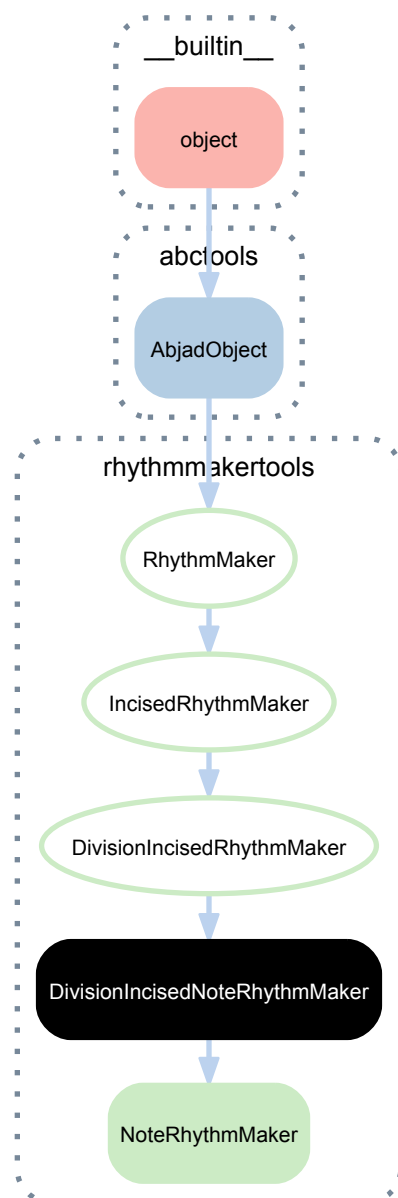 __builtin__
object
abctools
AbjadObject
rhythmmakertools
RhythmMaker
IncisedRhythmMaker
DivisionIncisedRhythmMaker
DivisionIncisedNoteRhythmMaker
NoteRhythmMaker